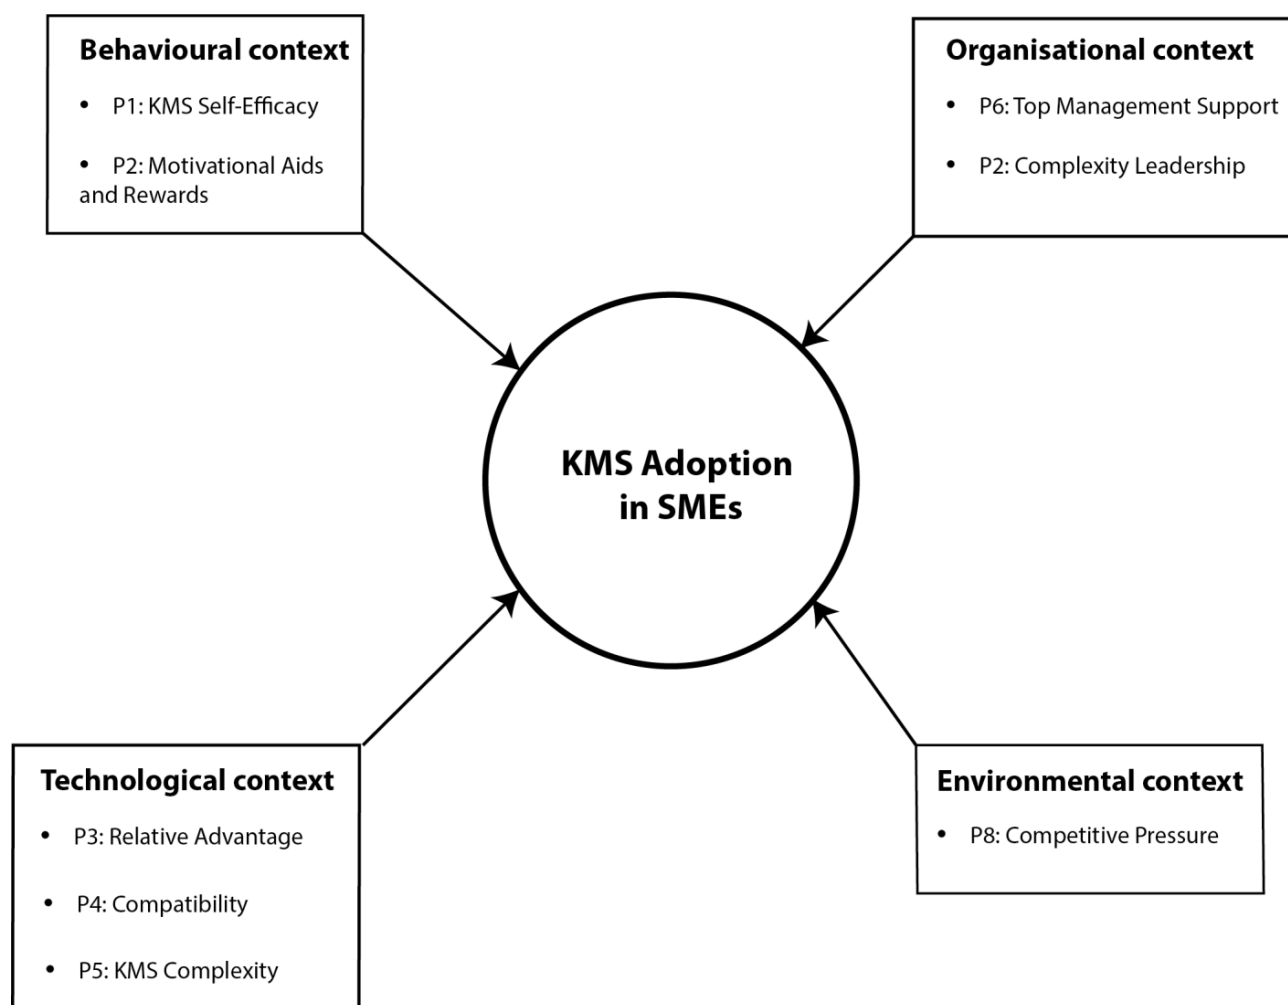 Behavioural context
• P1: KMS Self-Efficacy
• P2: Motivational Aids
and Rewards
Organisational context
• P6: Top Management Support
• P2: Complexity Leadership
KMS Adoption
in SMEs
Technological context
• P3: Relative Advantage
• P4: Compatibility
• P5: KMS Complexity
Environmental context
• P8: Competitive Pressure